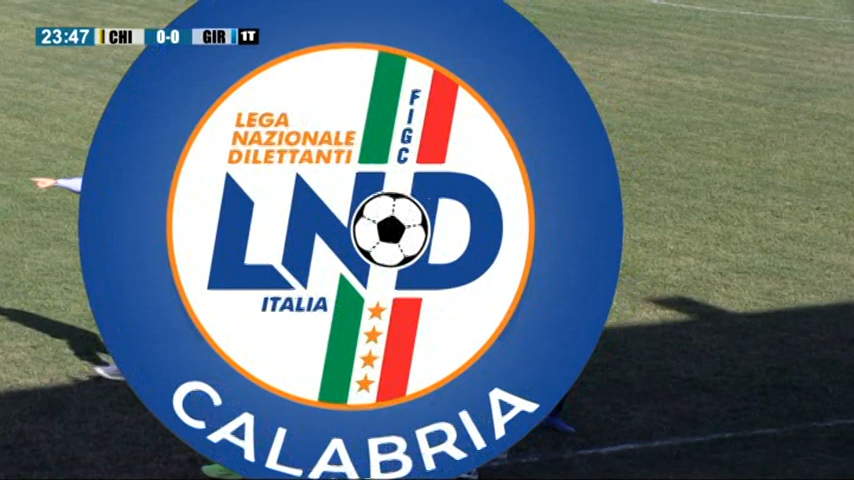 23:47 CHI 0-0 GIR 1T
LEGA
NAZIONALE
DILETTANTI
FIGC
LND
ITALIA
CALABRIA